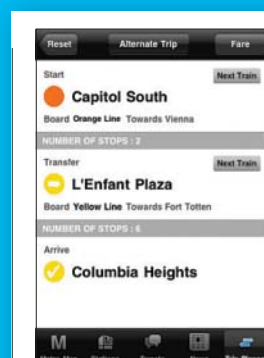 Reset Alternate Trip Fare
Start Next Train
Capitol South
Board Orange Line Towards Vienna
NUMBER OF STOPS : 2
Transfer Next Train
L'Enfant Plaza
Board Yellow Line Towards Fort Totten
NUMBER OF STOPS : 6
Arrive
Columbia Heights
M